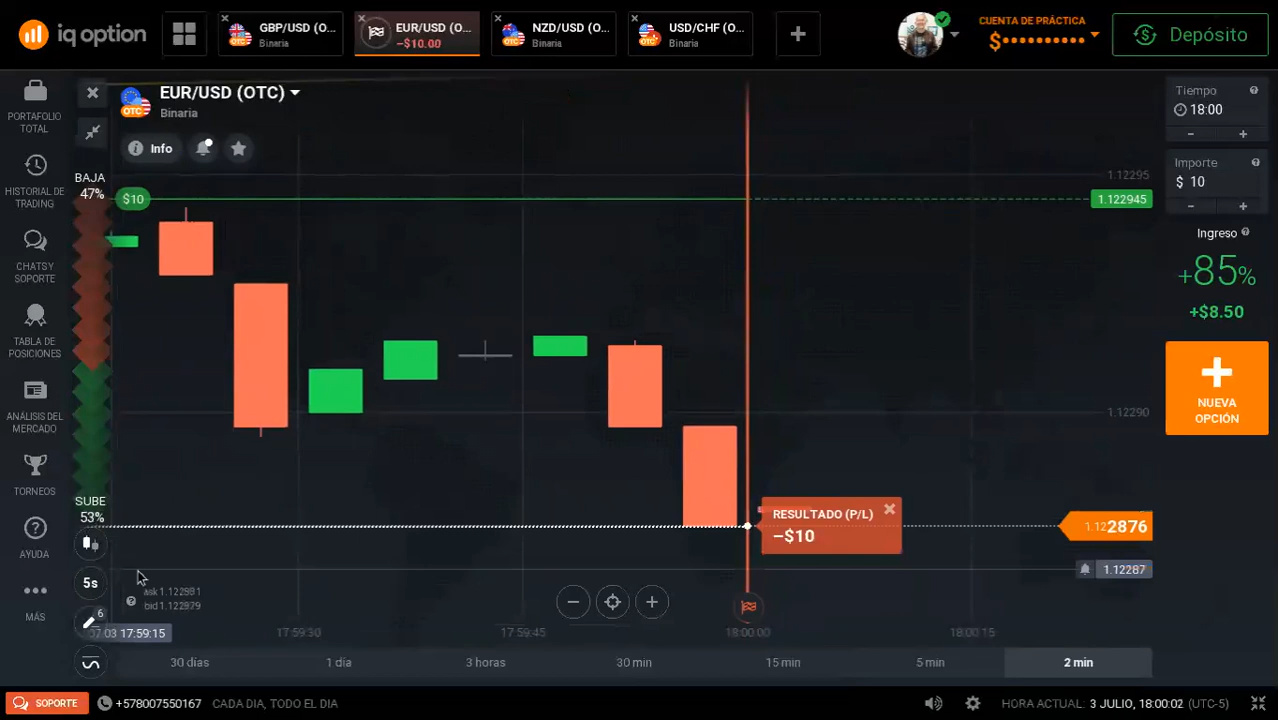 iq option
GBP/USD (O...
Binaria
EUR/USD (O...
−$10.00
NZD/USD (O...
Binaria
USD/CHF (O...
Binaria
CUENTA DE PRÁCTICA
$••••••••••
Depósito
PORTAFOLIO
TOTAL
HISTORIAL DE
TRADING
CHATS Y
SOPORTE
TABLA DE
POSICIONES
ANÁLISIS DEL
MERCADO
TORNEOS
AYUDA
MÁS
EUR/USD (OTC)
Binaria
OTC
Info
BAJA
47%
$10
SUBE
53%
5s
6
ask 1.122981
bid 1.122979
1.12295
1.122945
1.12290
1.122876
1.12287
RESULTADO (P/L)
−$10
.03 17:59:15
17:59:30
17:59:45
18:00:00
18:00:15
30 días
1 día
3 horas
30 min
15 min
5 min
2 min
Tiempo
18:00
−
+
Importe
$ 10
−
+
Ingreso
+85%
+$8.50
NUEVA
OPCIÓN
SOPORTE
+578007550167
CADA DIA, TODO EL DIA
HORA ACTUAL: 3 JULIO, 18:00:02 (UTC-5)